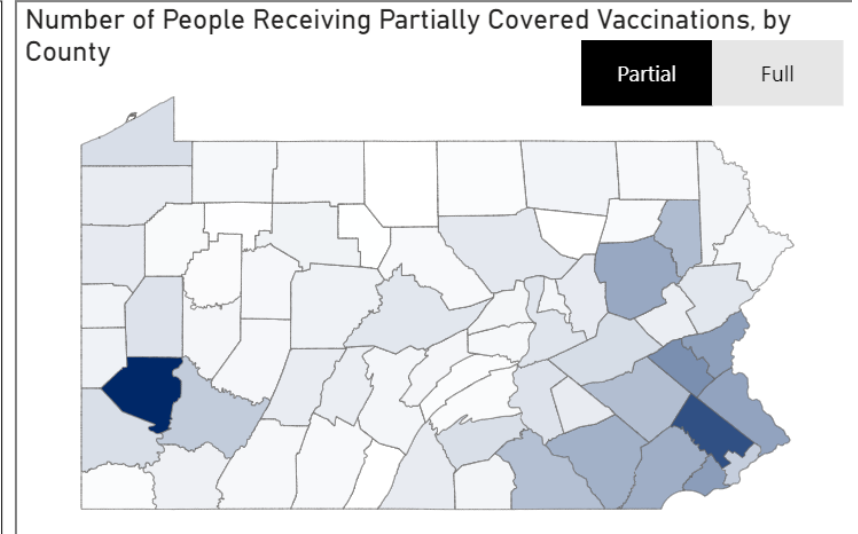 Number of People Receiving Partially Covered Vaccinations, by
County
Partial
Full